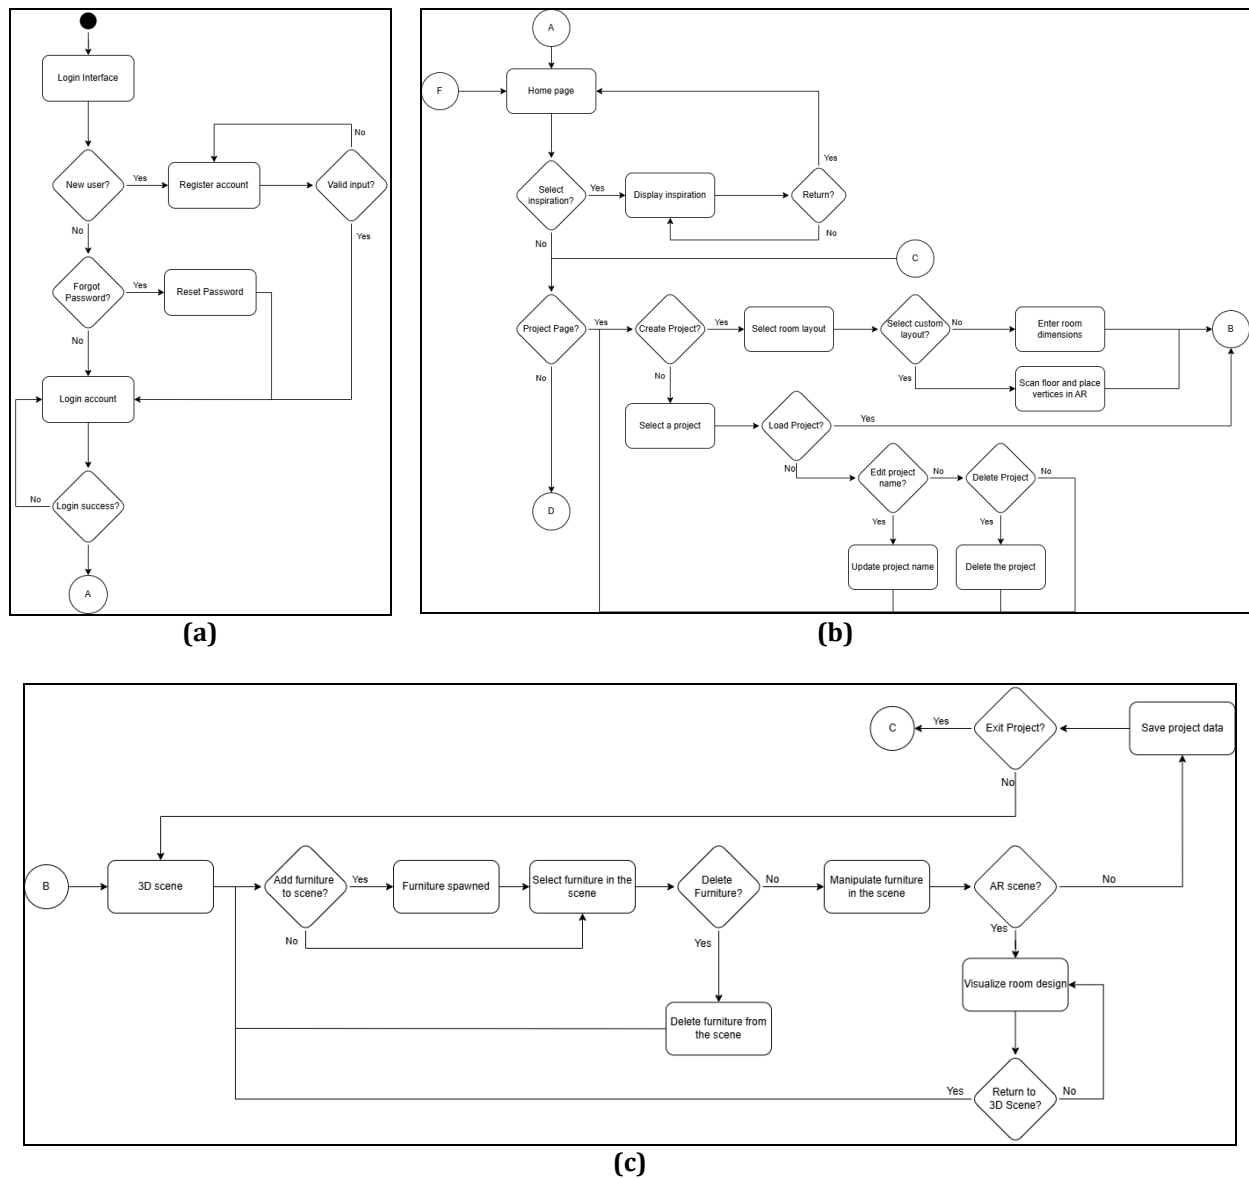 Login Interface
New user?
Yes
Register account
No
Valid input?
Yes
No
Forgot
Password?
Yes
Reset Password
No
Login account
No
Login success?
A
(a)
A
F
Home page
Yes
Select
inspiration?
Yes
Display inspiration
Return?
No
No
C
Project Page?
Yes
Create Project?
Yes
Select room layout
Select custom
layout?
No
Enter room
dimensions
B
Yes
Scan floor and place
vertices in AR
No
No
Select a project
Load Project?
Yes
No
Edit project
name?
No
Delete Project
No
D
Yes
Yes
Update project name
Delete the project
(b)
C
Yes
Exit Project?
Save project data
No
B
3D scene
Add furniture
to scene?
Yes
Furniture spawned
Select furniture in the
scene
Delete
Furniture?
No
Manipulate furniture
in the scene
AR scene?
No
No
Yes
Yes
Visualize room design
Delete furniture from
the scene
Yes
Return to
3D Scene?
No
(c)